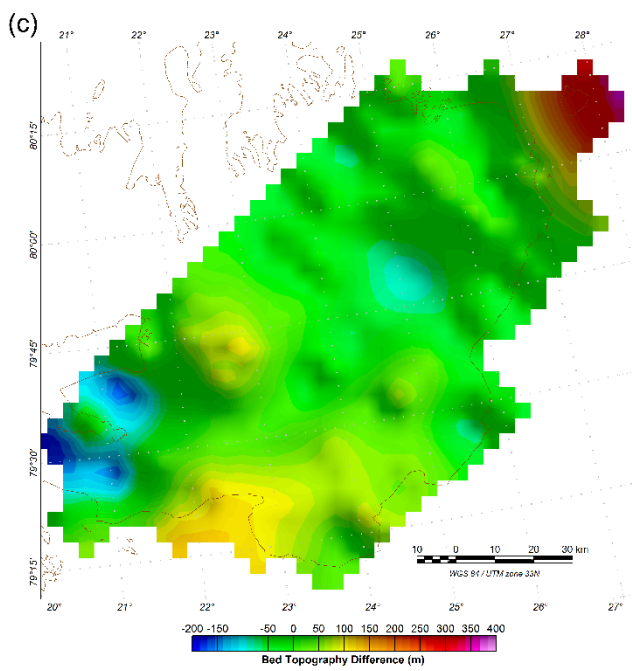 (c)
21° 22° 23° 24° 25° 26° 27° 28°
80°15'
80°00'
79°45'
79°30'
79°15'
10 0 10 20 30 km
WGS 84 / UTM zone 33N
20° 21° 22° 23° 24° 25° 26° 27°
-200 -150 -50 0 50 100 150 200 250 300 350 400
Bed Topography Difference (m)